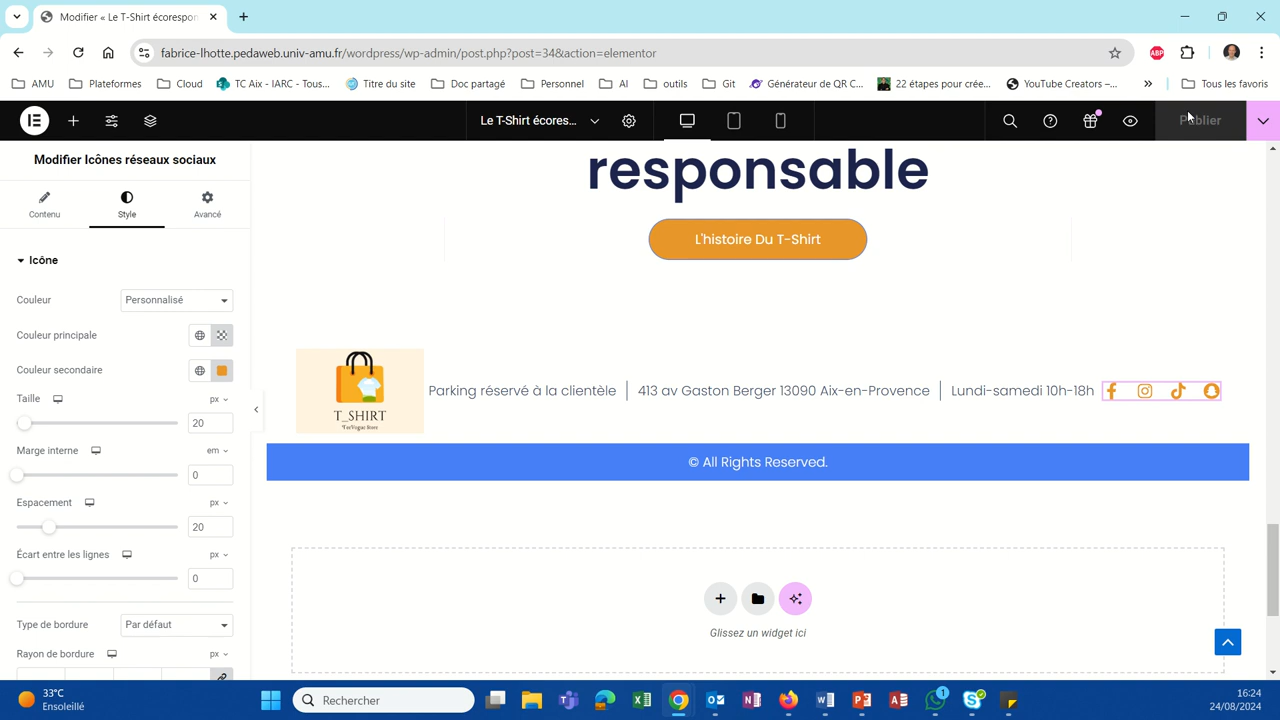 Modifier « Le T-Shirt écorespon
fabrice-lhotte.pedaweb.univ-amu.fr/wordpress/wp-admin/post.php?post=34&action=elementor
ABP
AMU
Plateformes
Cloud
TC Aix - IARC - Tous...
Titre du site
Doc partagé
Personnel
AI
outils
Git
Générateur de QR C...
22 étapes pour crée...
YouTube Creators –...
»
Tous les favoris
Le T-Shirt écores...
Publier
Modifier Icônes réseaux sociaux
Contenu
Style
Avancé
Icône
Couleur
Personnalisé
Couleur principale
Couleur secondaire
Taille
px
20
Marge interne
em
0
Espacement
px
20
Écart entre les lignes
px
0
Type de bordure
Par défaut
Rayon de bordure
px
responsable
L'histoire Du T-Shirt
T_SHIRT
Parking réservé à la clientèle
413 av Gaston Berger 13090 Aix-en-Provence
Lundi-samedi 10h-18h
© All Rights Reserved.
Glissez un widget ici
33°C
Ensoleillé
Rechercher
1
16:24
24/08/2024